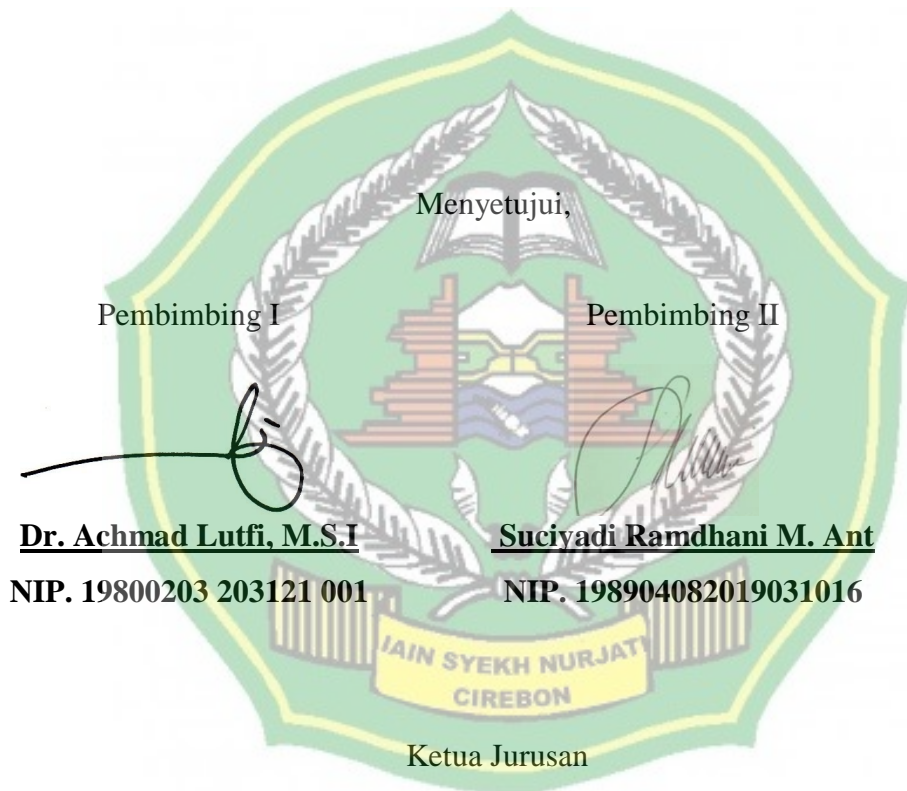 Menyetujui,
Pembimbing I Pembimbing II
Dr. Achmad Lutfi, M.S.I Suciyadi Ramdhani M. Ant
NIP. 19800203 203121 001 NIP. 198904082019031016
IAIN SYEKH NURJATI
CIREBON
Ketua Jurusan